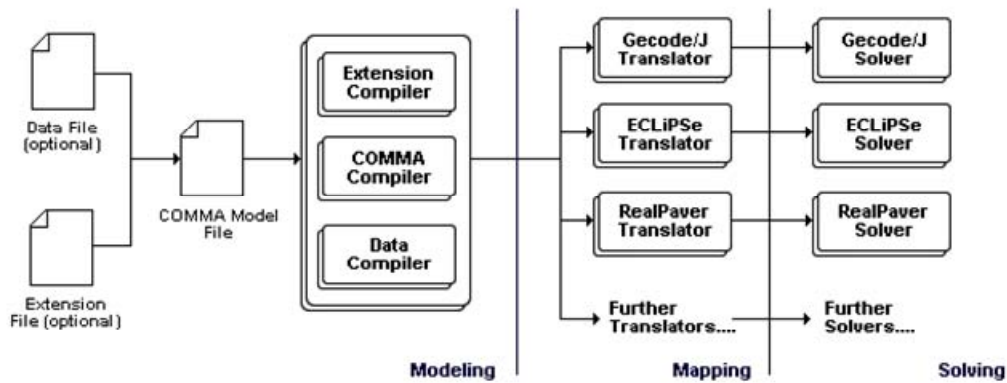 Data File
(optional)
Extension
File (optional)
COMMA Model
File
Extension
Compiler
COMMA
Compiler
Data
Compiler
Gecode/J
Translator
ECLiPSe
Translator
RealPaver
Translator
Further
Translators....
Gecode/J
Solver
ECLiPSe
Solver
RealPaver
Solver
Further
Solvers....
Modeling
Mapping
Solving